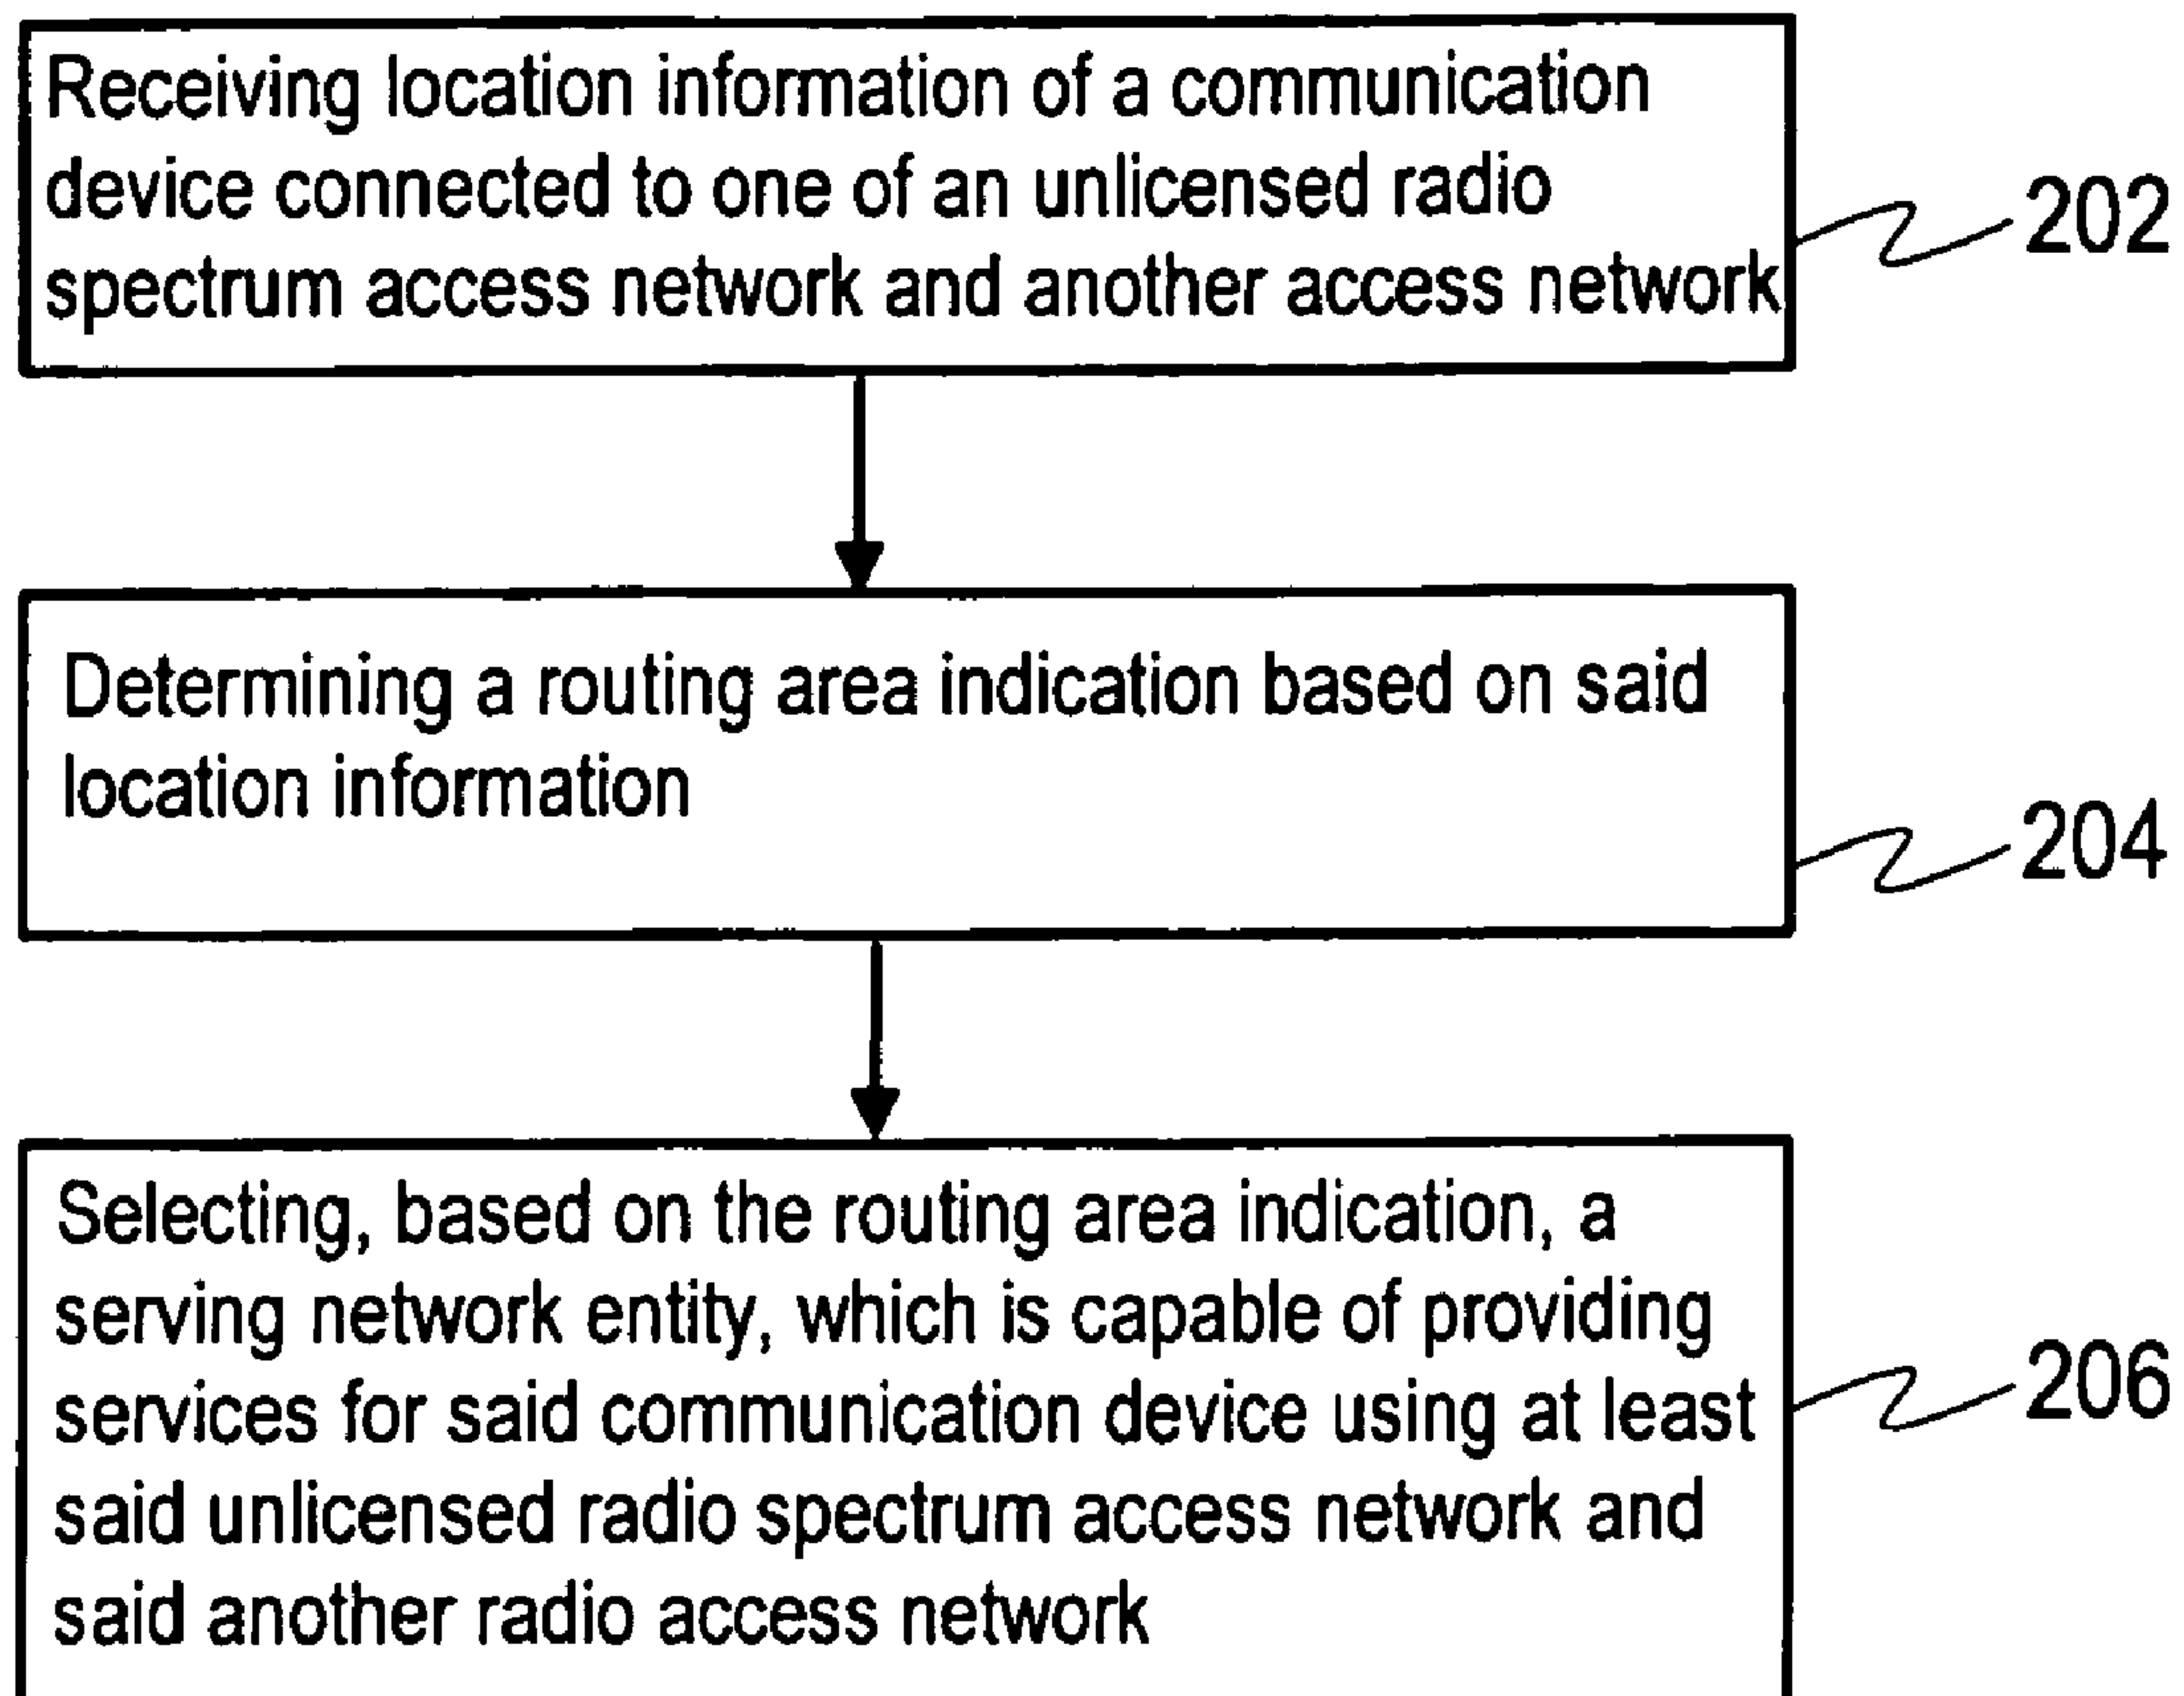 Receiving location information of a communication
device connected to one of an unlicensed radio
spectrum access network and another access network
202
Determining a routing area indication based on said
location information
204
Selecting, based on the routing area indication, a
serving network entity, which is capable of providing
services for said communication device using at least
said unlicensed radio spectrum access network and
said another radio access network
206